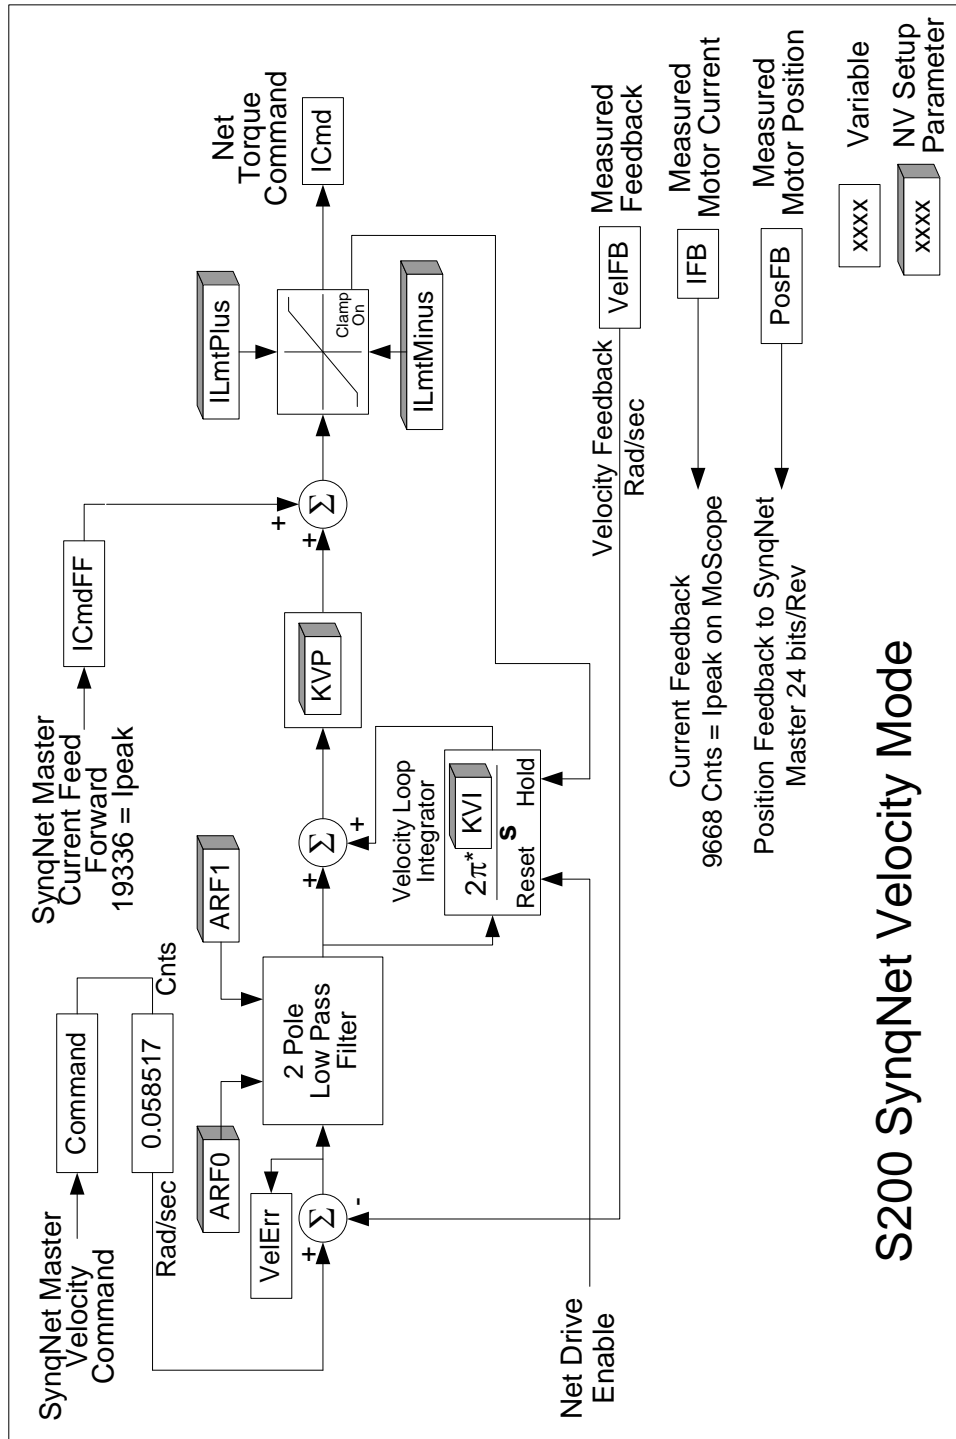 SynqNet Master
Velocity
Command
Command
Cnts
0.058517
Rad/sec
SynqNet Master
Current Feed
Forward
19336 = Ipeak
ICmdFF
ARF0
ARF1
VelErr
+
Σ
-
2 Pole
Low Pass
Filter
+
Σ
+
KVP
+
+
Σ
ILmtPlus
Clamp
On
ILmtMinus
Net
Torque
Command
ICmd
Velocity Loop
Integrator
2π*
KVI
s
Reset
Hold
Net Drive
Enable
Velocity Feedback
Rad/sec
VelFB
Measured
Feedback
Current Feedback
9668 Cnts = Ipeak on MoScope
IFB
Measured
Motor Current
Position Feedback to SynqNet
Master 24 bits/Rev
PosFB
Measured
Motor Position
xxxx
Variable
xxxx
NV Setup
Parameter
S200 SynqNet Velocity Mode